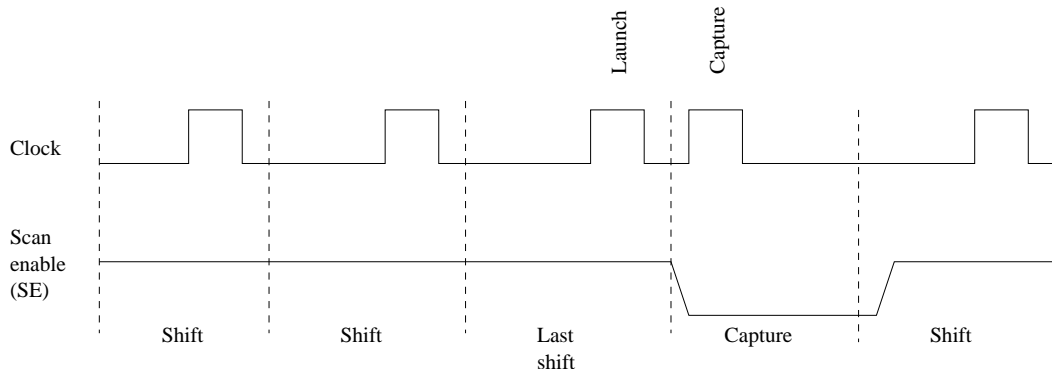 Launch
Capture
Clock
Scan
enable
(SE)
Shift
Shift
Last
shift
Capture
Shift